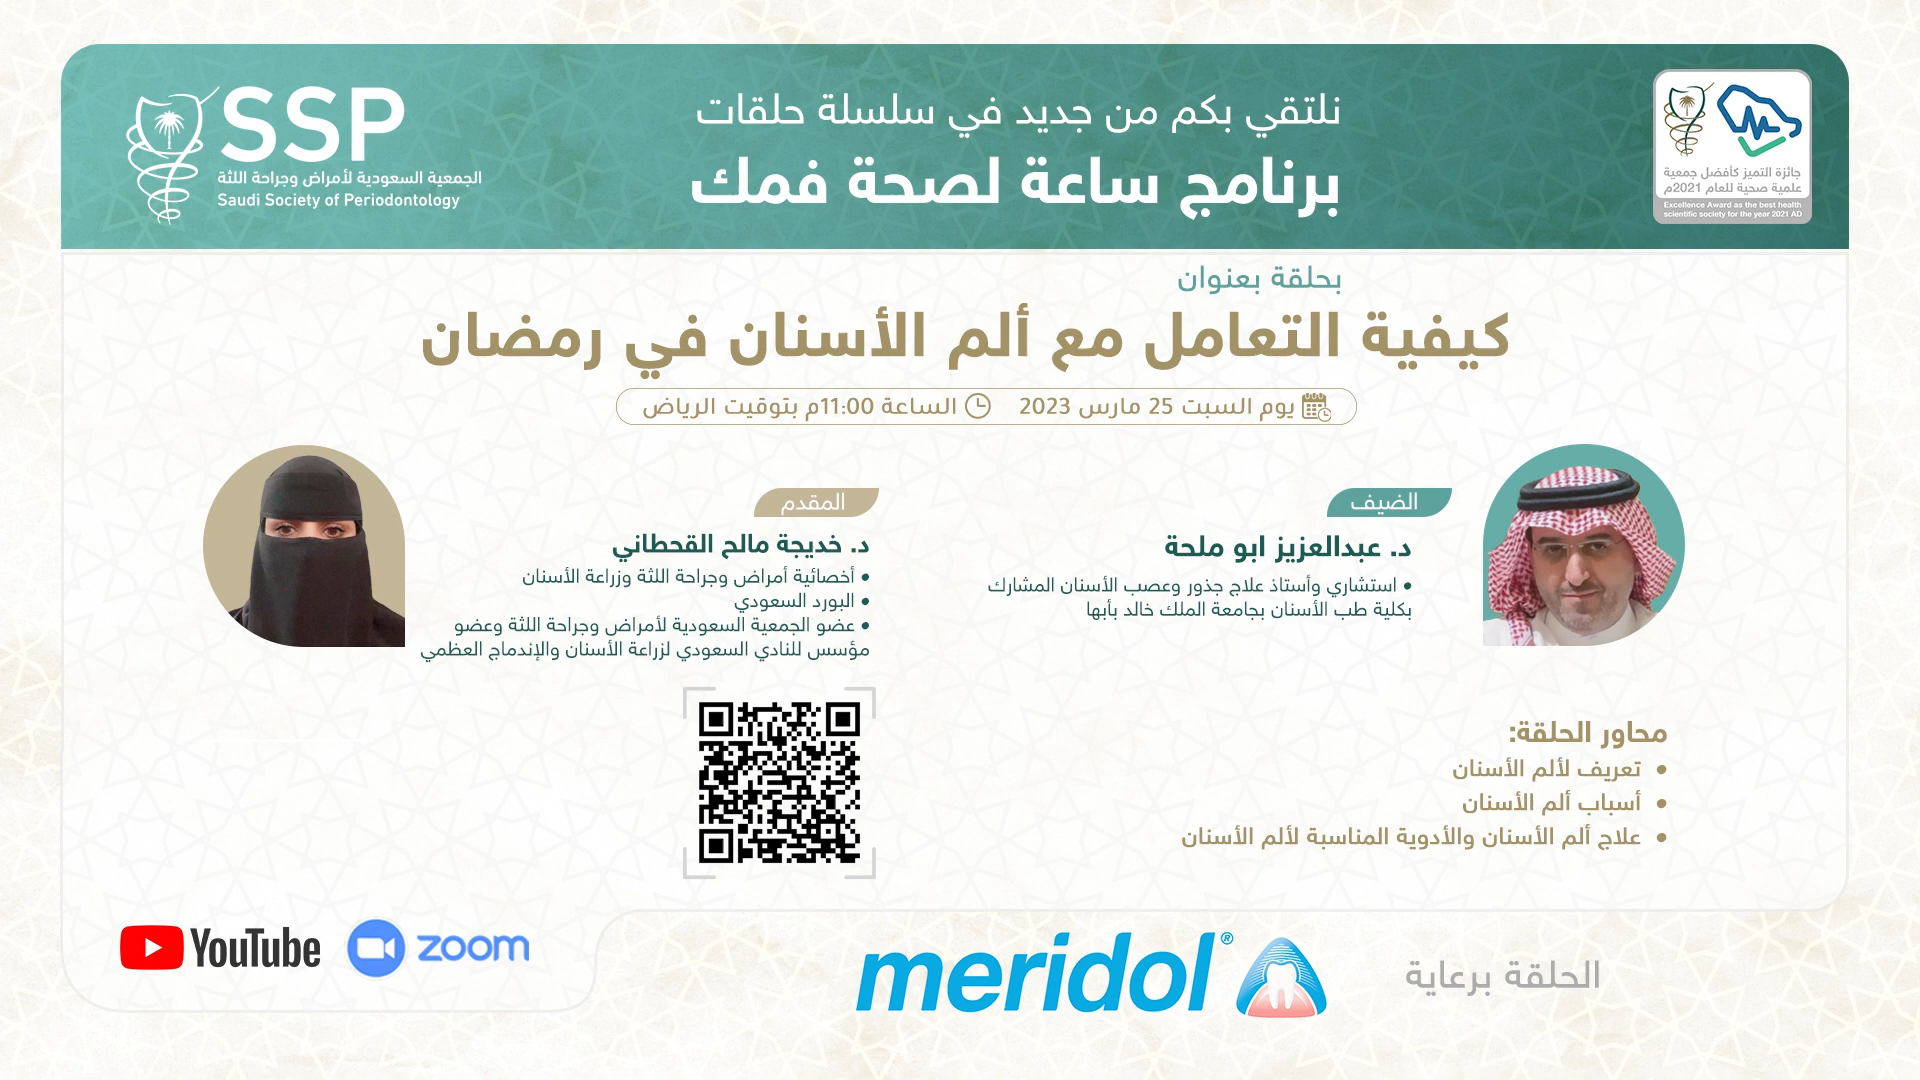 نلتقي بكم من جديد في سلسلة حلقات
برنامج ساعة لصحة فمك
SSP
الجمعية السعودية لأمراض وجراحة اللثة
Saudi Society of Periodontology
جائزة التميز كأفضل جمعية
علمية صحية للعام 2021م
Excellence Award as the best health
scientific society for the year 2021 AD
بحلقة بعنوان
كيفية التعامل مع ألم الأسنان في رمضان
يوم السبت 25 مارس 2023
الساعة 11:00م بتوقيت الرياض
الضيف
د. عبدالعزيز ابو ملحة
• استشاري وأستاذ علاج جذور وعصب الأسنان المشارك
بكلية طب الأسنان بجامعة الملك خالد بأبها
المقدم
د. خديجة مالح القحطاني
• أخصائية أمراض وجراحة اللثة وزراعة الأسنان
• البورد السعودي
• عضو الجمعية السعودية لأمراض وجراحة اللثة وعضو
مؤسس للنادي السعودي لزراعة الأسنان والإندماج العظمي
محاور الحلقة:
• تعريف لألم الأسنان
• أسباب ألم الأسنان
• علاج ألم الأسنان والأدوية المناسبة لألم الأسنان
الحلقة برعاية
meridol®
YouTube
zoom